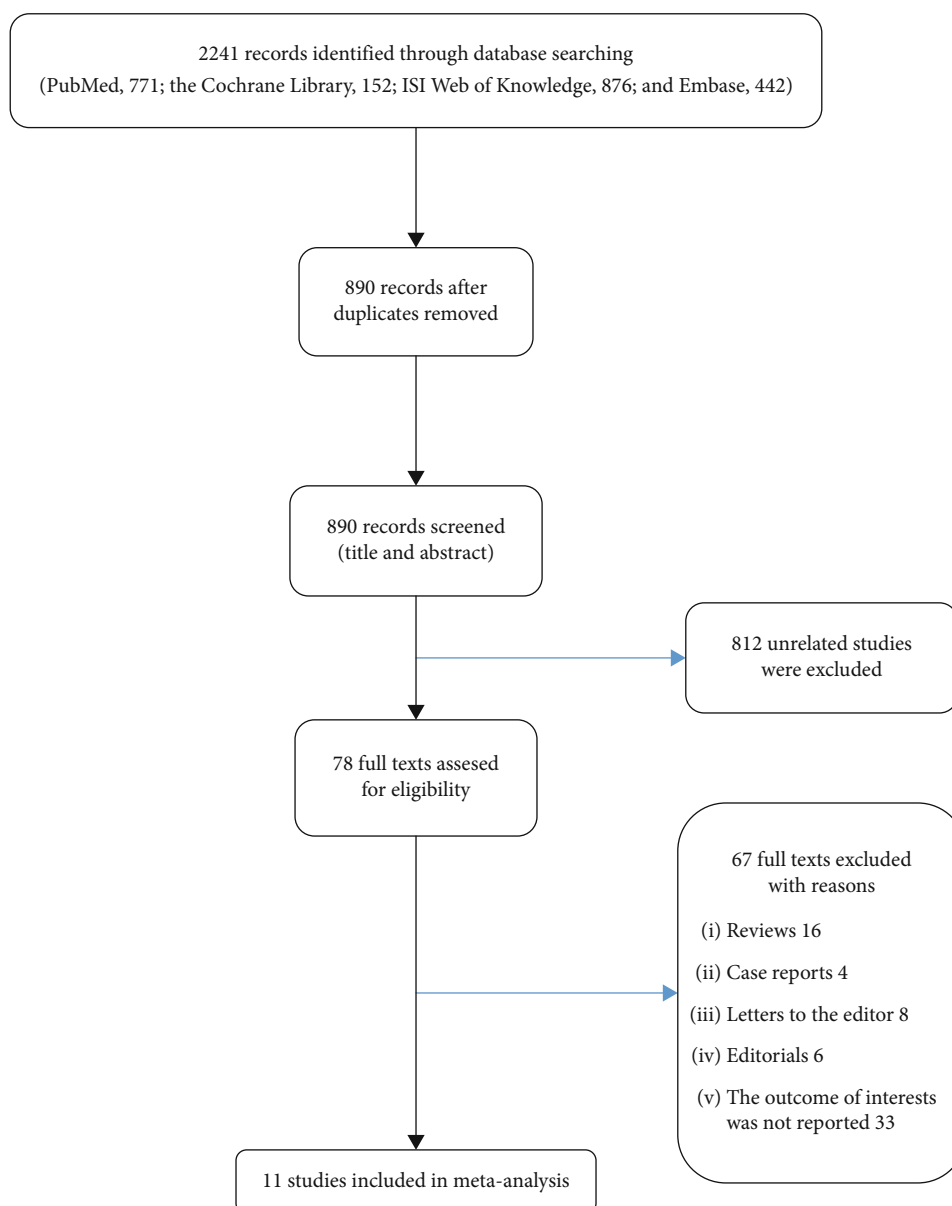 2241 records identified through database searching
(PubMed, 771; the Cochrane Library, 152; ISI Web of Knowledge, 876; and Embase, 442)
890 records after
duplicates removed
890 records screened
(title and abstract)
812 unrelated studies
were excluded
78 full texts assesed
for eligibility
67 full texts excluded
with reasons
(i) Reviews 16
(ii) Case reports 4
(iii) Letters to the editor 8
(iv) Editorials 6
(v) The outcome of interests
was not reported 33
11 studies included in meta-analysis